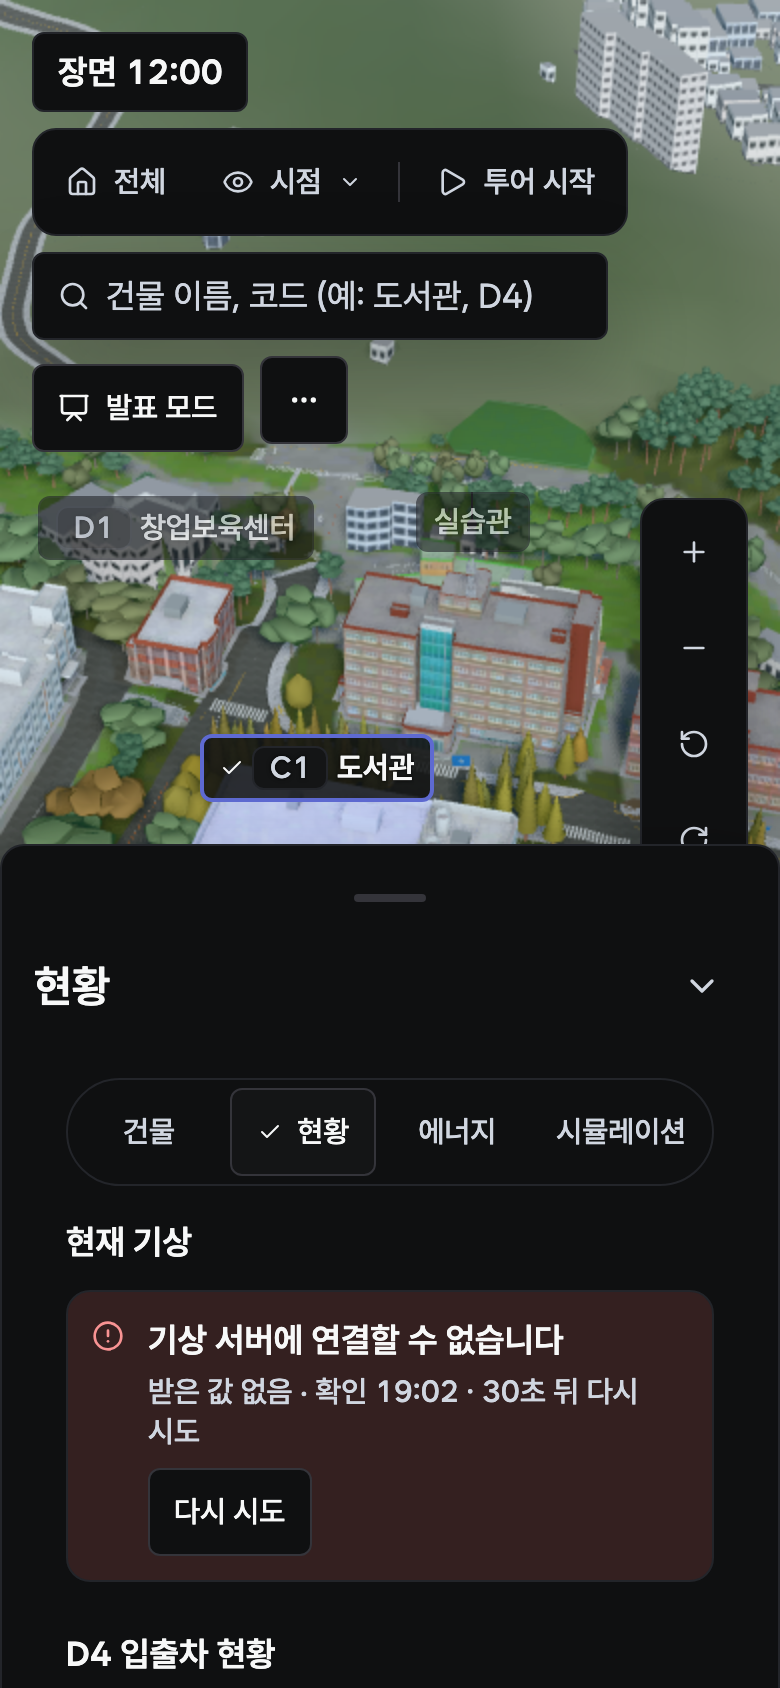 장면 12:00
전체 시점 투어 시작
건물 이름, 코드 (예: 도서관, D4)
발표 모드 ···
D1 창업보육센터
실습관
C1 도서관
현황
건물 현황 에너지 시뮬레이션
현재 기상
기상 서버에 연결할 수 없습니다
받은 값 없음 · 확인 19:02 · 30초 뒤 다시
시도
다시 시도
D4 입출차 현황